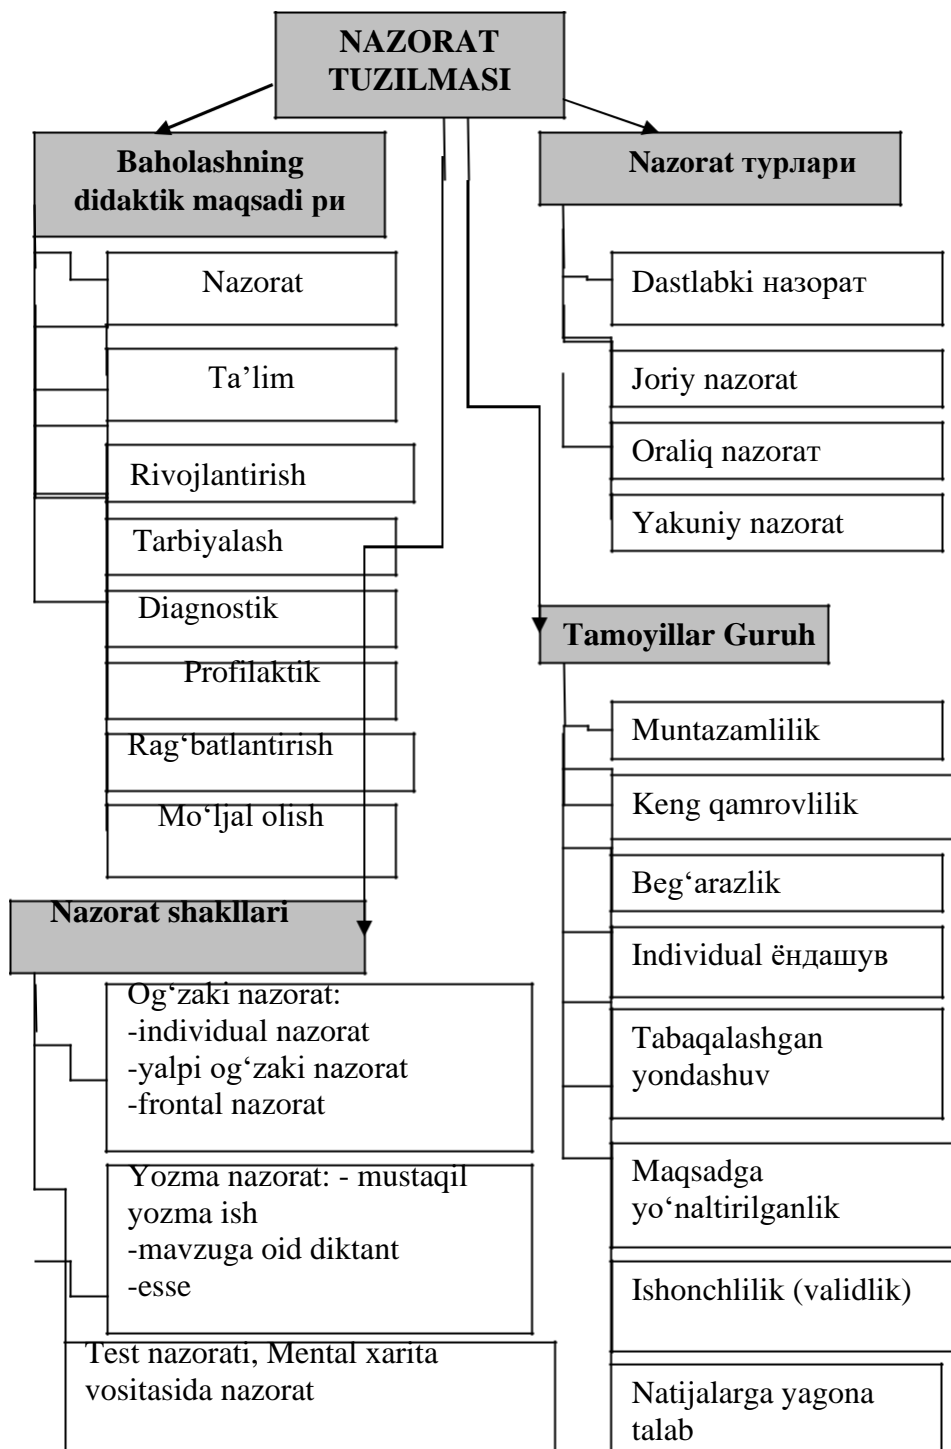 NAZORAT
TUZILMASI
Baholashning
didaktik maqsadi ри
Nazorat
Ta’lim
Rivojlantirish
Tarbiyalash
Diagnostik
Profilaktik
Rag‘batlantirish
Mo‘ljal olish
Nazorat shakllari
Og‘zaki nazorat:
-individual nazorat
-yalpi og‘zaki nazorat
-frontal nazorat
Yozma nazorat: - mustaqil
yozma ish
-mavzuga oid diktant
-esse
Test nazorati, Mental xarita
vositasida nazorat
Nazorat турлари
Dastlabki назорат
Joriy nazorat
Oraliq nazoraт
Yakuniy nazorat
Tamoyillar Guruh
Muntazamlilik
Keng qamrovlilik
Beg‘arazlik
Individual ёндашув
Tabaqalashgan
yondashuv
Maqsadga
yo‘naltirilganlik
Ishonchlilik (validlik)
Natijalarga yagona
talab